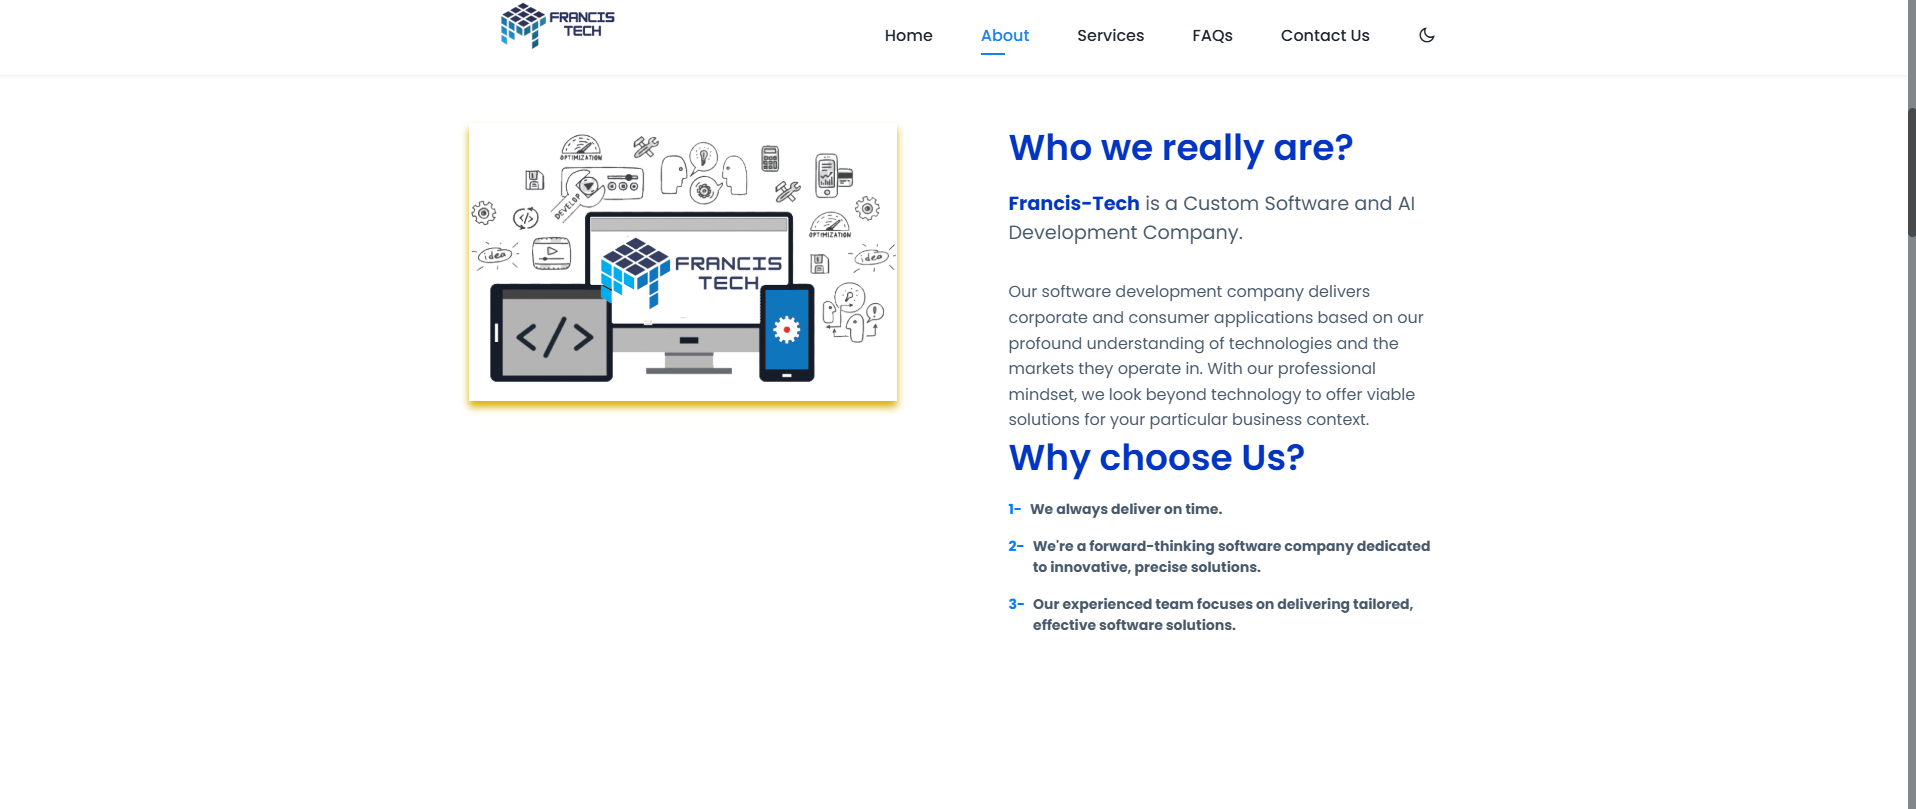 FRANCIS
TECH
Home
About
Services
FAQs
Contact Us
OPTIMIZATION
DEVELOP
OPTIMIZATION
idea
idea
FRANCIS
TECH
</>
Who we really are?
Francis-Tech is a Custom Software and AI
Development Company.
Our software development company delivers
corporate and consumer applications based on our
profound understanding of technologies and the
markets they operate in. With our professional
mindset, we look beyond technology to offer viable
solutions for your particular business context.
Why choose Us?
1- We always deliver on time.
2- We're a forward-thinking software company dedicated
to innovative, precise solutions.
3- Our experienced team focuses on delivering tailored,
effective software solutions.